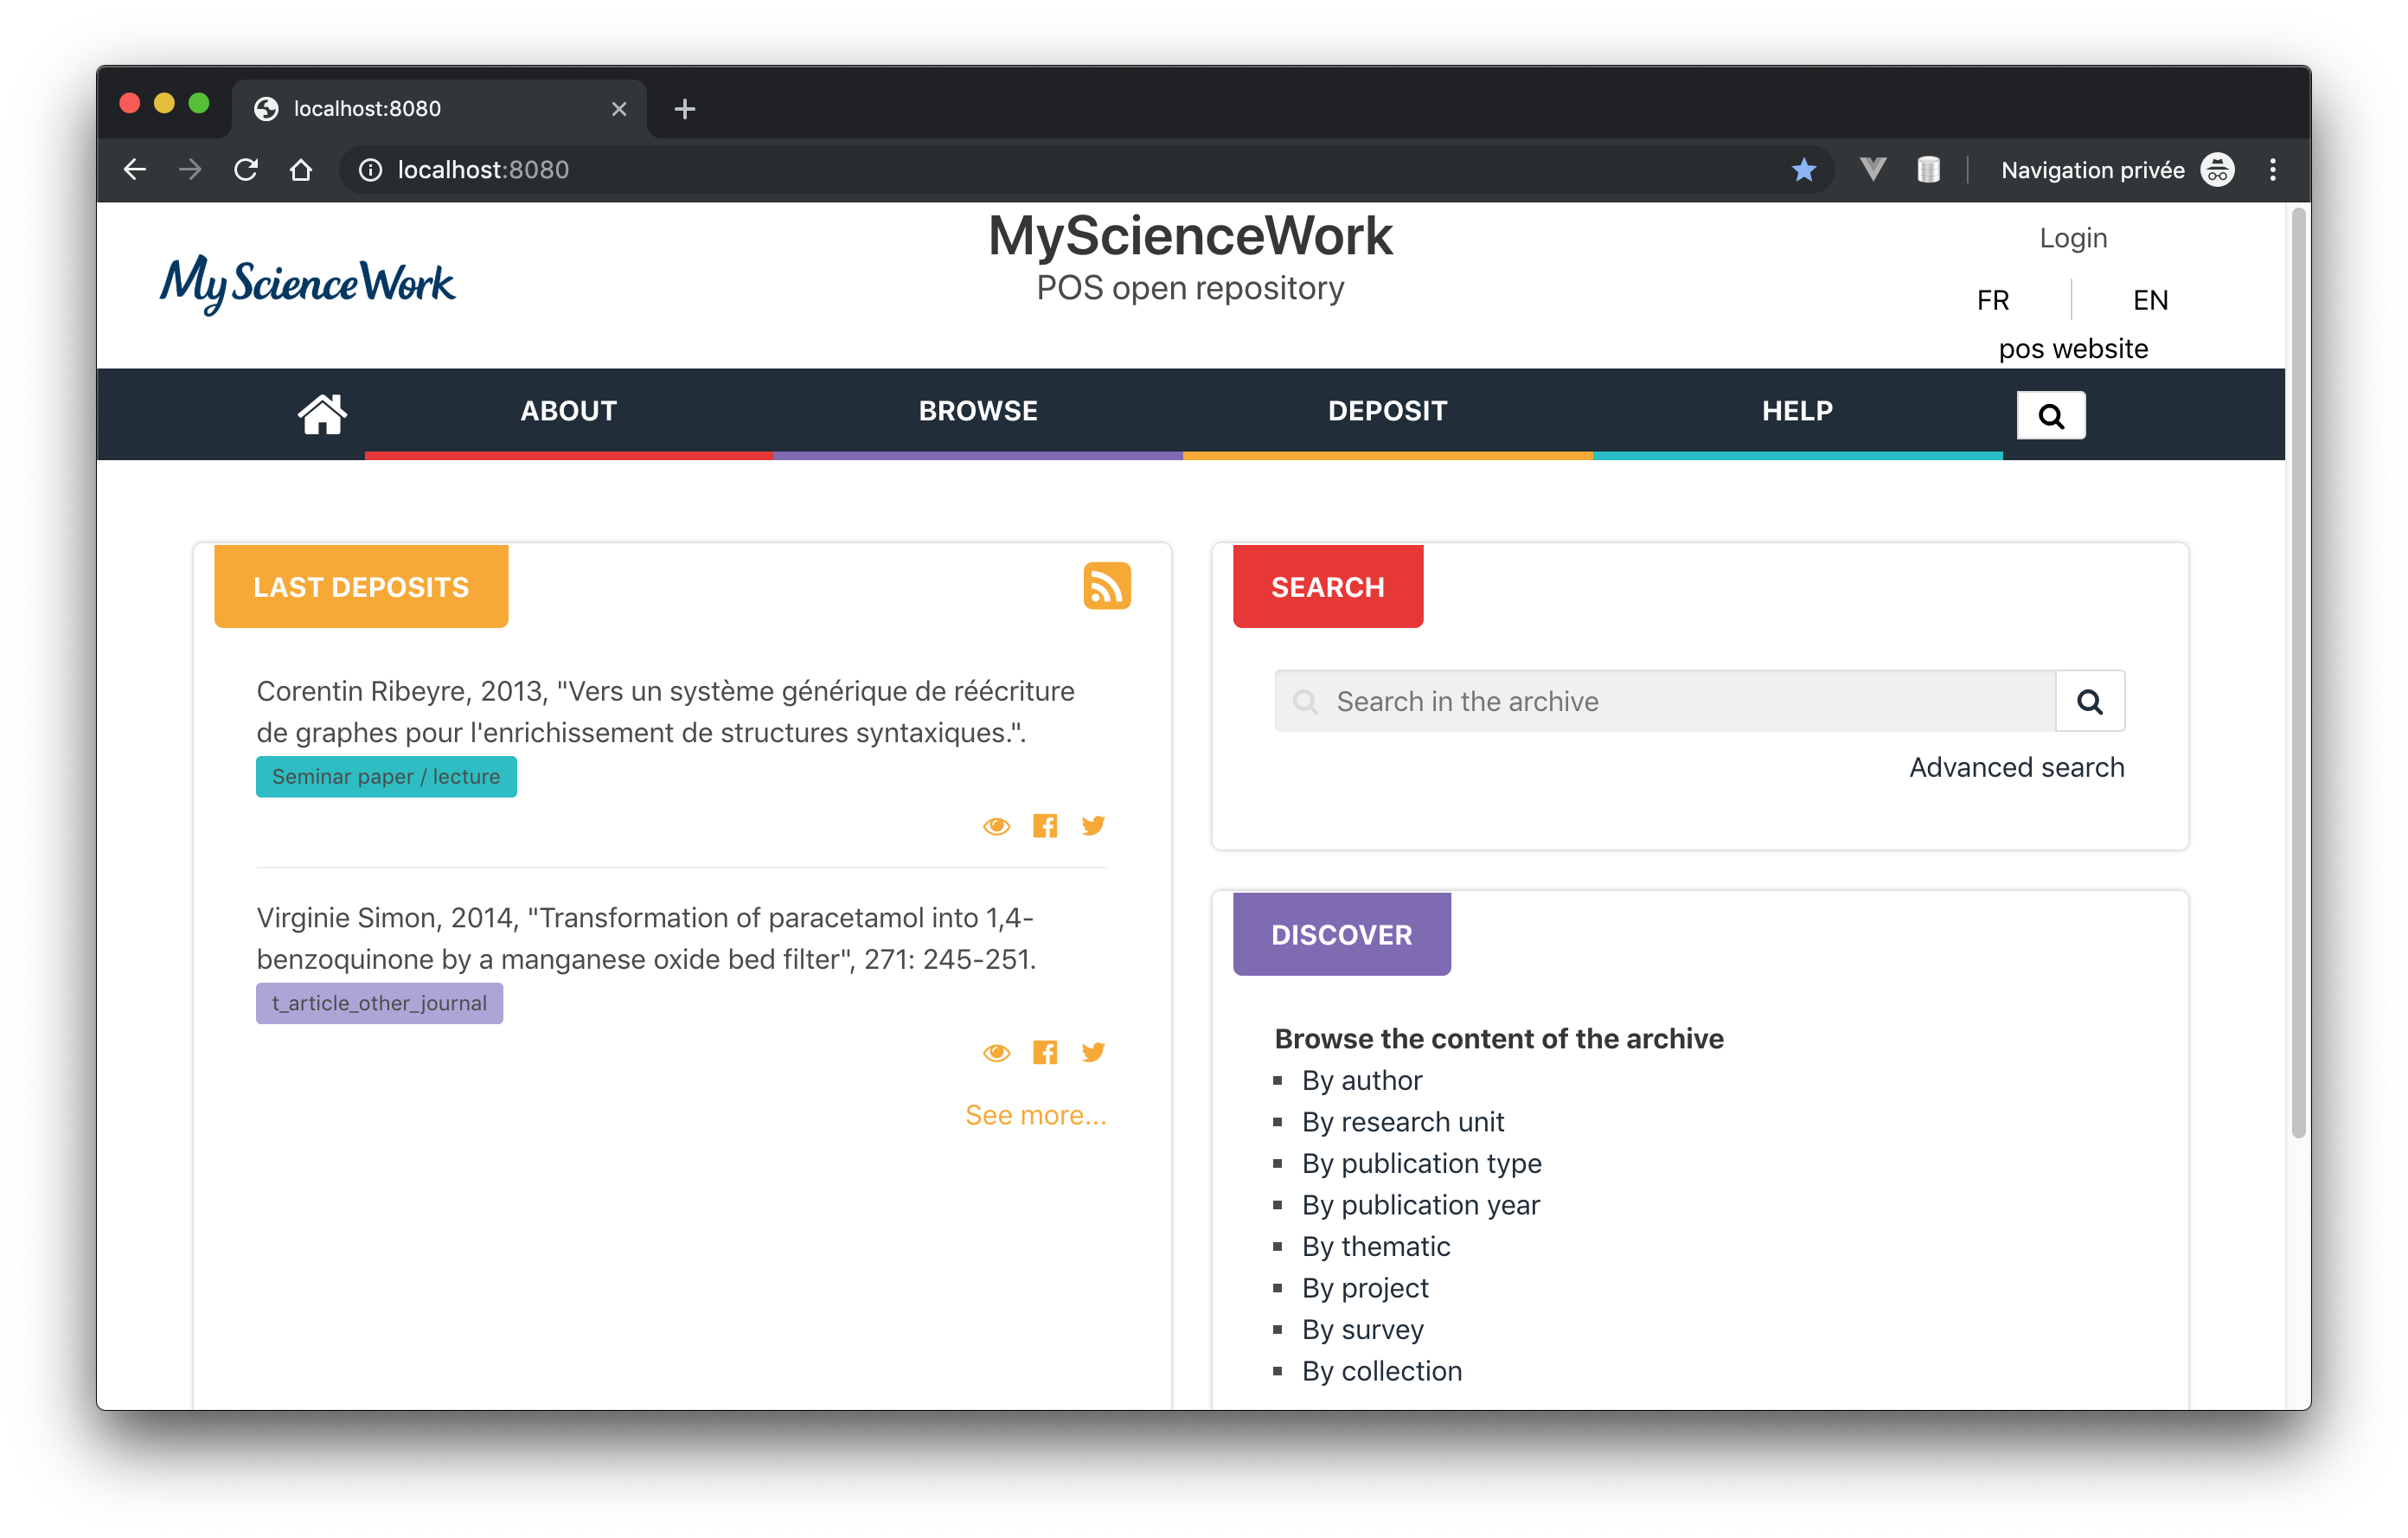 localhost:8080
localhost:8080
Navigation privée
My Science Work
MyScienceWork
POS open repository
Login
FR
EN
pos website
ABOUT
BROWSE
DEPOSIT
HELP
LAST DEPOSITS
Corentin Ribeyre, 2013, "Vers un système générique de réécriture
de graphes pour l'enrichissement de structures syntaxiques.".
Seminar paper / lecture
Virginie Simon, 2014, "Transformation of paracetamol into 1,4-
benzoquinone by a manganese oxide bed filter", 271: 245-251.
t_article_other_journal
See more...
SEARCH
Search in the archive
Advanced search
DISCOVER
Browse the content of the archive
By author
By research unit
By publication type
By publication year
By thematic
By project
By survey
By collection